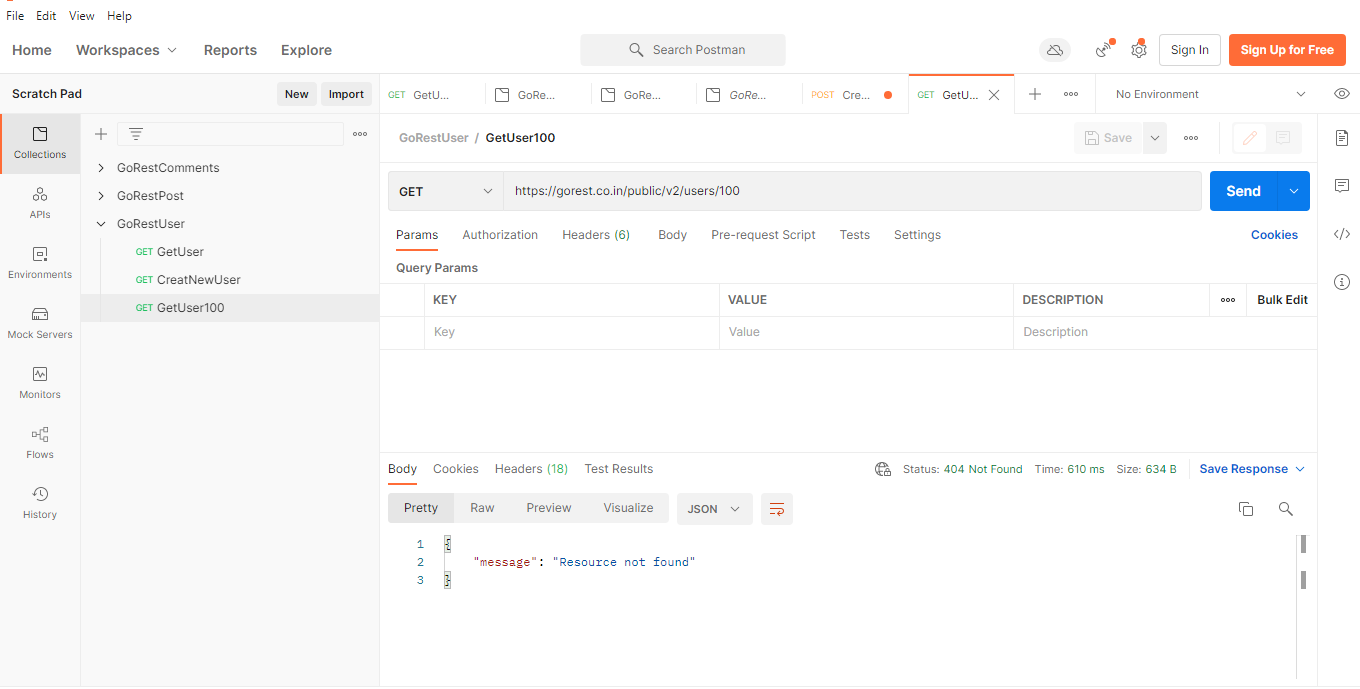 File Edit View Help
Home Workspaces Reports Explore Search Postman Sign In Sign Up for Free
Scratch Pad New Import GET GetU... GoRe... GoRe... GoRe... POST Cre... GET GetU... No Environment
GoRestUser / GetUser100 Save
Collections
APIs
Environments
Mock Servers
Monitors
Flows
History
GoRestComments
GoRestPost
GoRestUser
GET GetUser
GET CreatNewUser
GET GetUser100
GET https://gorest.co.in/public/v2/users/100 Send
Params Authorization Headers (6) Body Pre-request Script Tests Settings Cookies
Query Params
KEY VALUE DESCRIPTION Bulk Edit
Key Value Description
Body Cookies Headers (18) Test Results Status: 404 Not Found Time: 610 ms Size: 634 B Save Response
Pretty Raw Preview Visualize JSON
1 {
2 "message": "Resource not found"
3 }